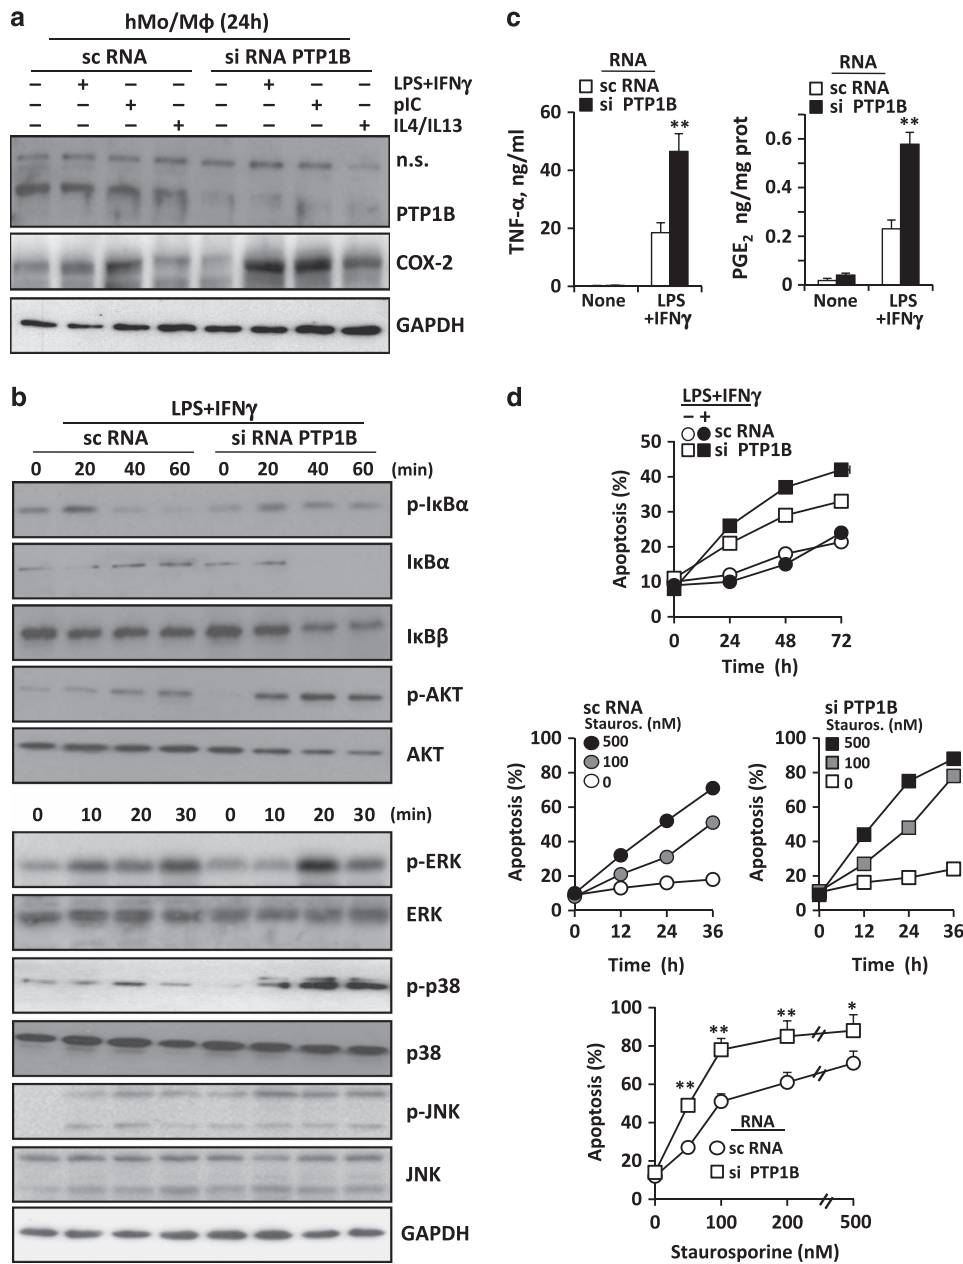 a
hMo/Mϕ (24h)
sc RNA si RNA PTP1B
– + – – – + – – LPS+IFNγ
– – + – – – + – pIC
– – – + – – – + IL4/IL13
n.s.
PTP1B
COX-2
GAPDH
b
LPS+IFNγ
sc RNA si RNA PTP1B
0 20 40 60 0 20 40 60 (min)
p-IκBα
IκBα
IκBβ
p-AKT
AKT
0 10 20 30 0 10 20 30 (min)
p-ERK
ERK
p-p38
p38
p-JNK
JNK
GAPDH
c
RNA
sc RNA
si PTP1B
TNF-α, ng/ml
60
40
20
0
**
None LPS
+IFNγ
RNA
sc RNA
si PTP1B
PGE2 ng/mg prot
0.6
0.4
0.2
0
**
None LPS
+IFNγ
d
LPS+IFNγ
– +
sc RNA
si PTP1B
Apoptosis (%)
50
40
30
20
10
0
0 24 48 72
Time (h)
sc RNA
Stauros. (nM)
500
100
0
Apoptosis (%)
100
80
60
40
20
0
0 12 24 36
Time (h)
si PTP1B
Stauros. (nM)
500
100
0
Apoptosis (%)
100
80
60
40
20
0
0 12 24 36
Time (h)
Apoptosis (%)
100
80
60
40
20
0
** ** ** *
RNA
sc RNA
si PTP1B
0 100 200 500
Staurosporine (nM)